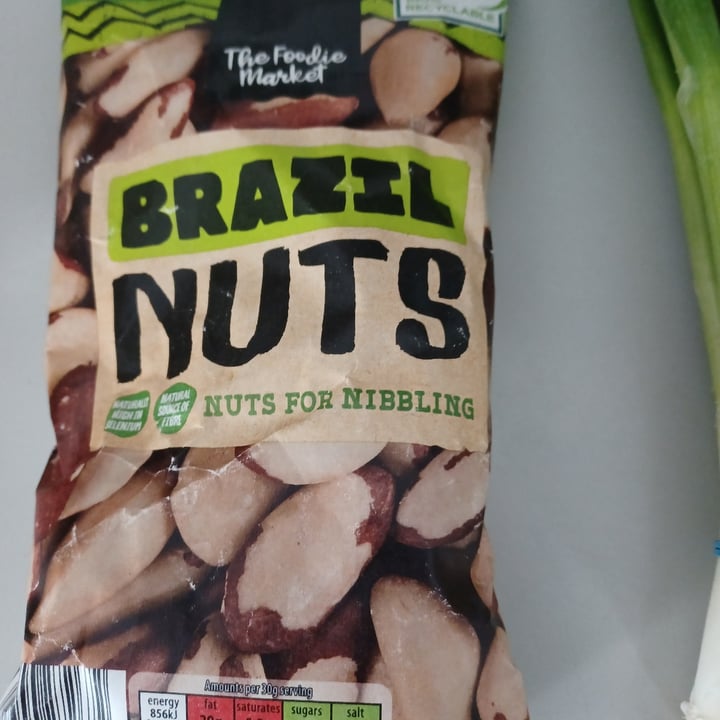 RECYCLABLE
The Foodie
Market
BRAZIL
NUTS
NATURALLY
HIGH IN
SELENIUM
NATURAL
SOURCE OF
FIBRE
NUTS FOR NIBBLING
Amounts per 30g serving
energy fat saturates sugars salt
856kJ